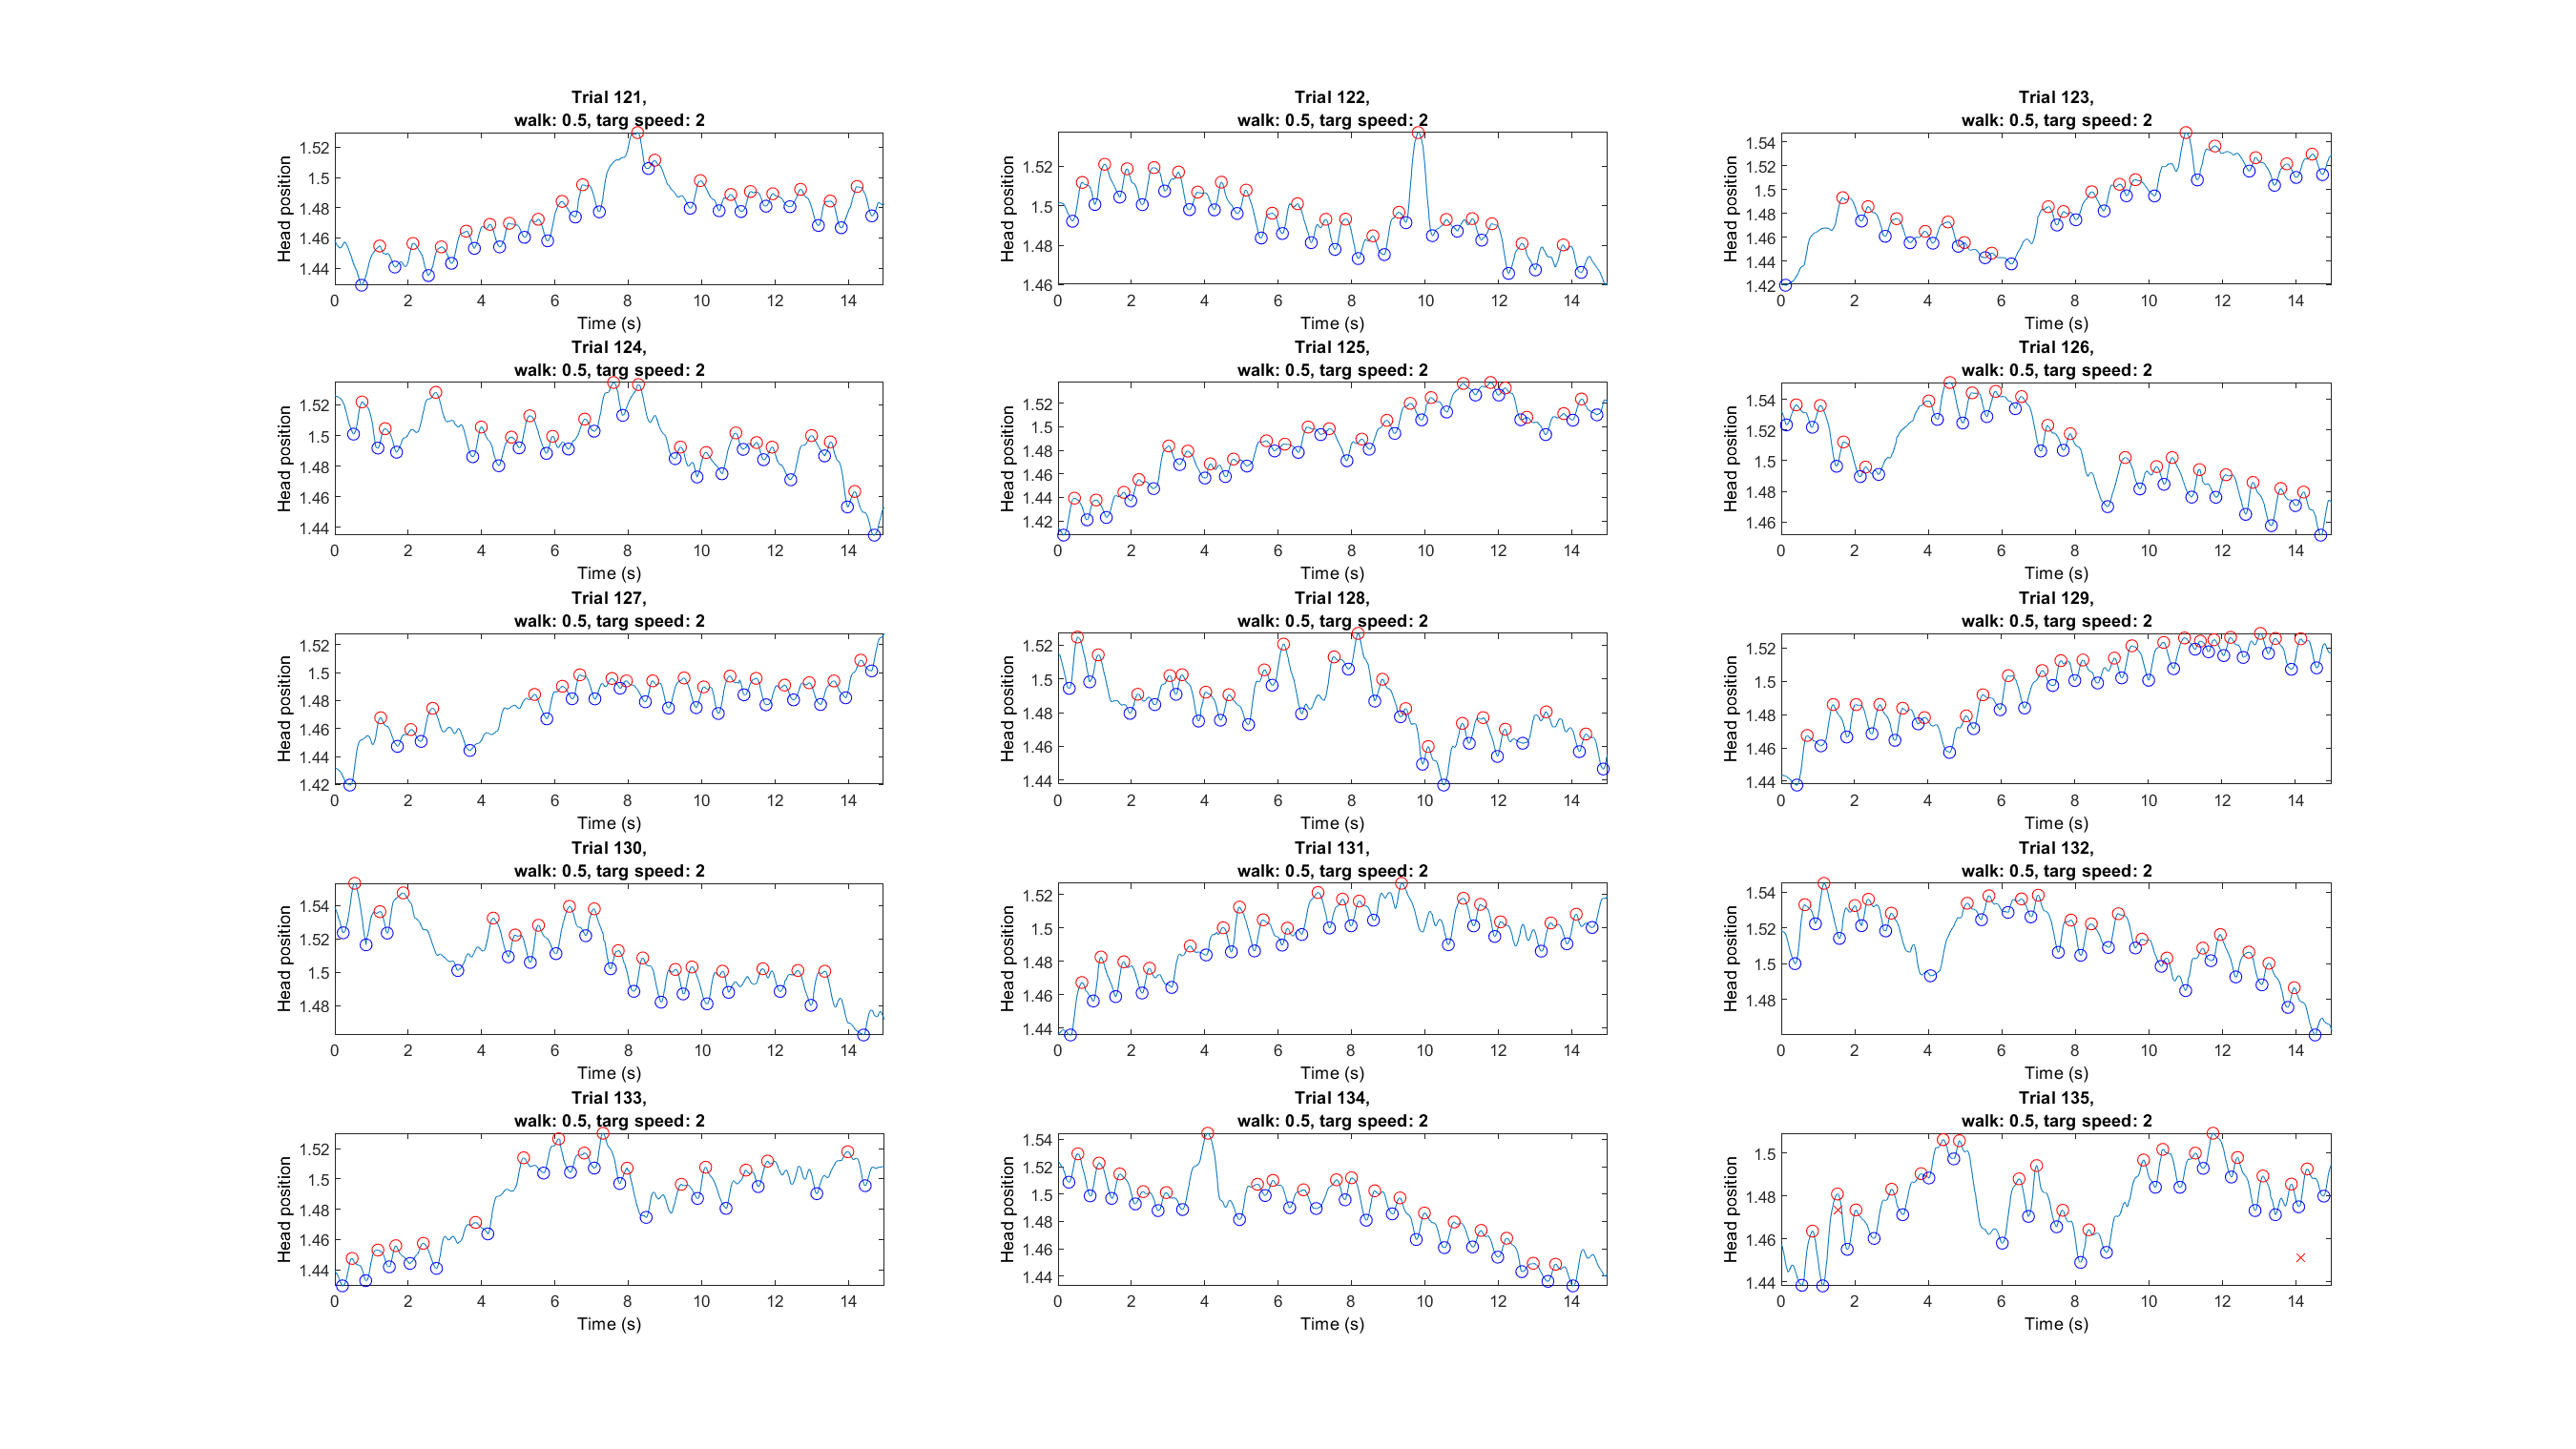 Trial 121,
walk: 0.5, targ speed: 2
Head position
1.52
1.5
1.48
1.46
1.44
0 2 4 6 8 10 12 14
Time (s)
Trial 122,
walk: 0.5, targ speed: 2
Head position
1.52
1.5
1.48
1.46
0 2 4 6 8 10 12 14
Time (s)
Trial 123,
walk: 0.5, targ speed: 2
Head position
1.54
1.52
1.5
1.48
1.46
1.44
1.42
0 2 4 6 8 10 12 14
Time (s)
Trial 124,
walk: 0.5, targ speed: 2
Head position
1.52
1.5
1.48
1.46
1.44
0 2 4 6 8 10 12 14
Time (s)
Trial 125,
walk: 0.5, targ speed: 2
Head position
1.52
1.5
1.48
1.46
1.44
1.42
0 2 4 6 8 10 12 14
Time (s)
Trial 126,
walk: 0.5, targ speed: 2
Head position
1.54
1.52
1.5
1.48
1.46
0 2 4 6 8 10 12 14
Time (s)
Trial 127,
walk: 0.5, targ speed: 2
Head position
1.52
1.5
1.48
1.46
1.44
1.42
0 2 4 6 8 10 12 14
Time (s)
Trial 128,
walk: 0.5, targ speed: 2
Head position
1.52
1.5
1.48
1.46
1.44
0 2 4 6 8 10 12 14
Time (s)
Trial 129,
walk: 0.5, targ speed: 2
Head position
1.52
1.5
1.48
1.46
1.44
0 2 4 6 8 10 12 14
Time (s)
Trial 130,
walk: 0.5, targ speed: 2
Head position
1.54
1.52
1.5
1.48
0 2 4 6 8 10 12 14
Time (s)
Trial 131,
walk: 0.5, targ speed: 2
Head position
1.52
1.5
1.48
1.46
1.44
0 2 4 6 8 10 12 14
Time (s)
Trial 132,
walk: 0.5, targ speed: 2
Head position
1.54
1.52
1.5
1.48
0 2 4 6 8 10 12 14
Time (s)
Trial 133,
walk: 0.5, targ speed: 2
Head position
1.52
1.5
1.48
1.46
1.44
0 2 4 6 8 10 12 14
Time (s)
Trial 134,
walk: 0.5, targ speed: 2
Head position
1.54
1.52
1.5
1.48
1.46
1.44
0 2 4 6 8 10 12 14
Time (s)
Trial 135,
walk: 0.5, targ speed: 2
Head position
1.5
1.48
1.46
1.44
0 2 4 6 8 10 12 14
Time (s)